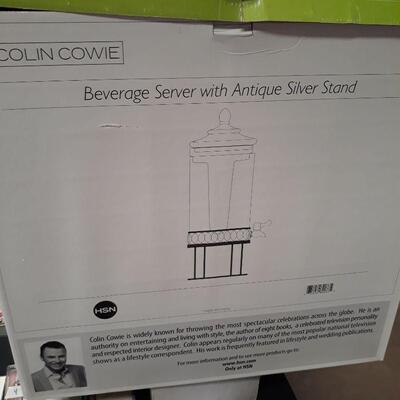 COLIN COWIE
Beverage Server with Antique Silver Stand
HSN
Colin Cowie is widely known for throwing the most spectacular celebrations across the globe. He is an
authority on entertaining and living with style, the author of eight books, a celebrated television personality
and respected interior designer. Colin appears regularly on many of the most popular national television
shows as a lifestyle correspondent. His work is frequently featured in lifestyle and wedding publications.
For more information and to see more products go to:
www.hsn.com
Only at HSN